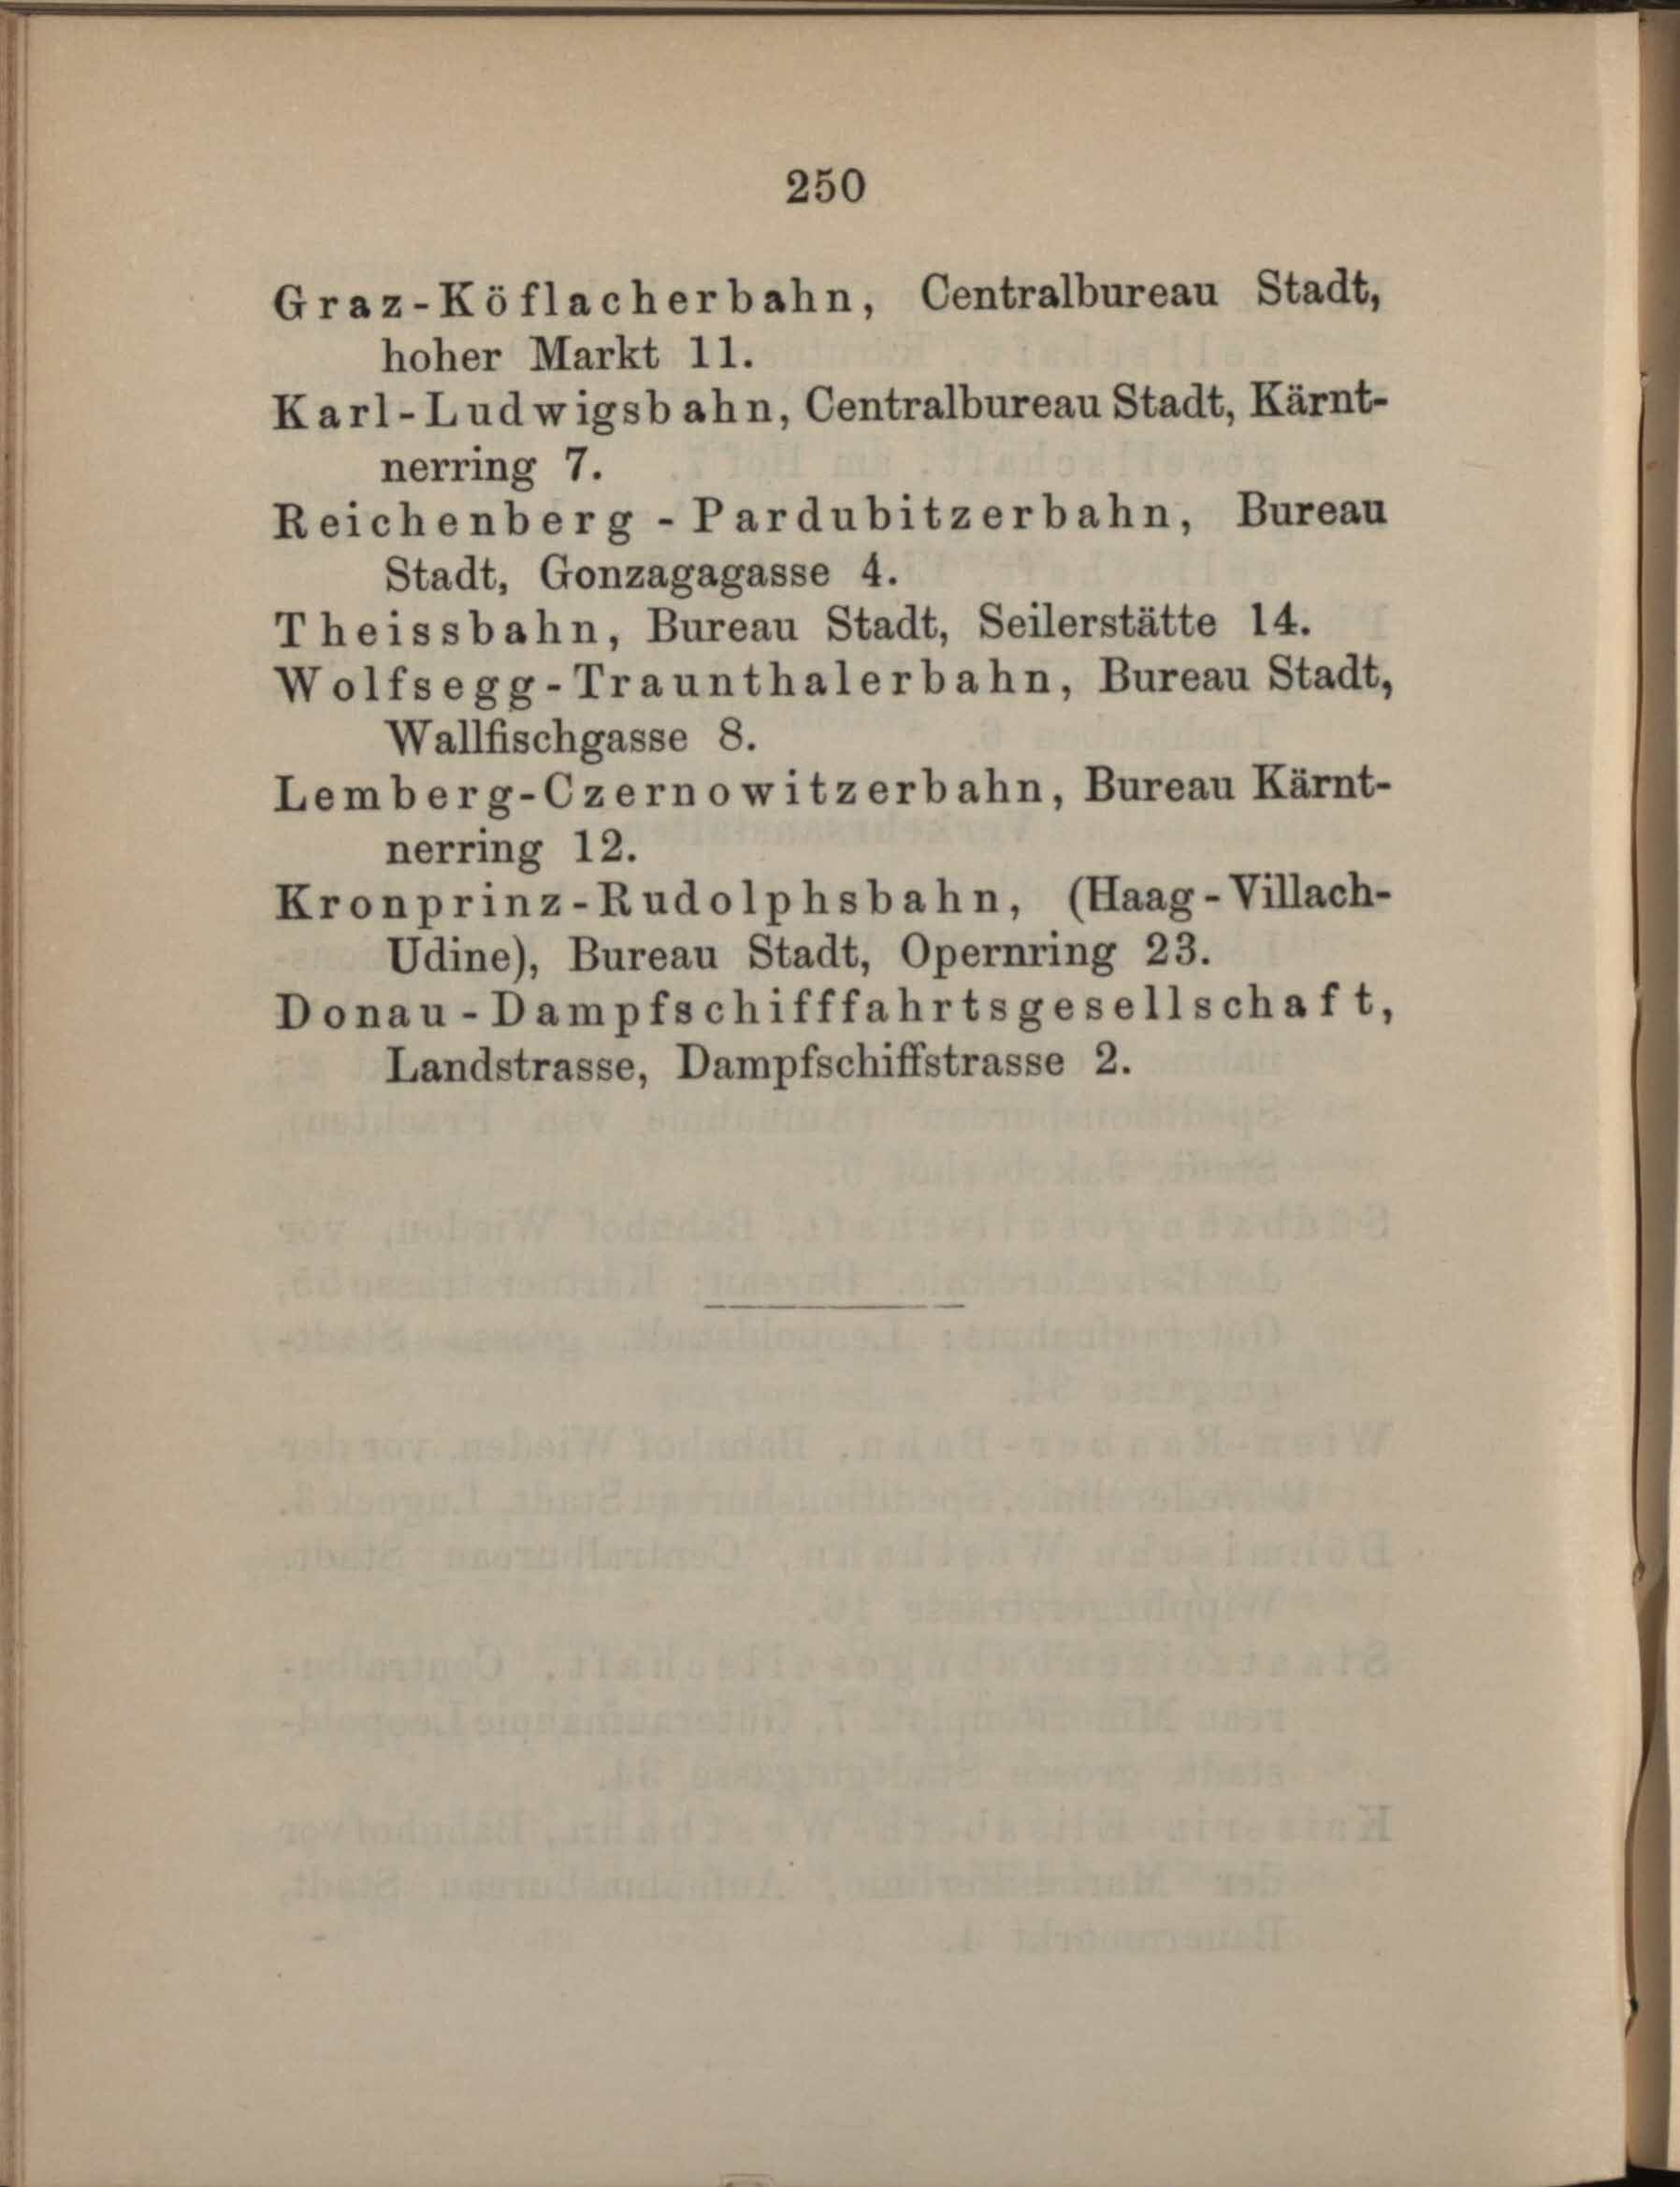 250
Graz-Köflacherbahn, Centralbureau Stadt,
hoher Markt 11.
Karl-Ludwigsbahn, Centralbureau Stadt, Kärnt-
nerring 7.
Reichenberg - Pardubitzerbahn, Bureau
Stadt, Gonzagagasse 4.
Theissbahn, Bureau Stadt, Seilerstätte 14.
Wolfsegg-Traunthalerbahn, Bureau Stadt,
Wallfischgasse 8.
Lemberg-Czernowitzerbahn, Bureau Kärnt-
nerring 12.
Kronprinz-Rudolphsbahn, (Haag-Villach-
Udine), Bureau Stadt, Opernring 23.
Donau-Dampfschifffahrtsgesellschaft,
Landstrasse, Dampfschiffstrasse 2.